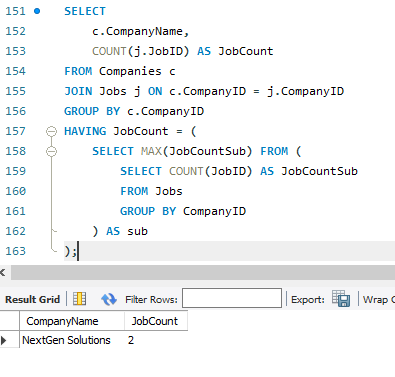 151 SELECT
152 c.CompanyName,
153 COUNT(j.JobID) AS JobCount
154 FROM Companies c
155 JOIN Jobs j ON c.CompanyID = j.CompanyID
156 GROUP BY c.CompanyID
157 HAVING JobCount = (
158 SELECT MAX(JobCountSub) FROM (
159 SELECT COUNT(JobID) AS JobCountSub
160 FROM Jobs
161 GROUP BY CompanyID
162 ) AS sub
163 );
Result Grid Filter Rows: Export: Wrap C
CompanyName JobCount
NextGen Solutions 2